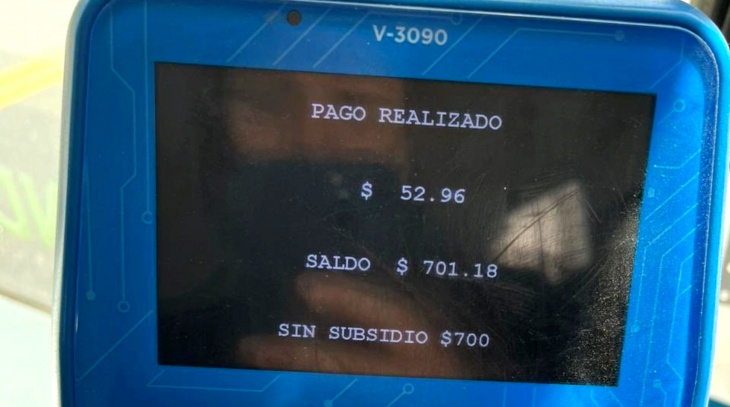 V-3090
PAGO REALIZADO
$ 52.96
SALDO $ 701.18
SIN SUBSIDIO $700